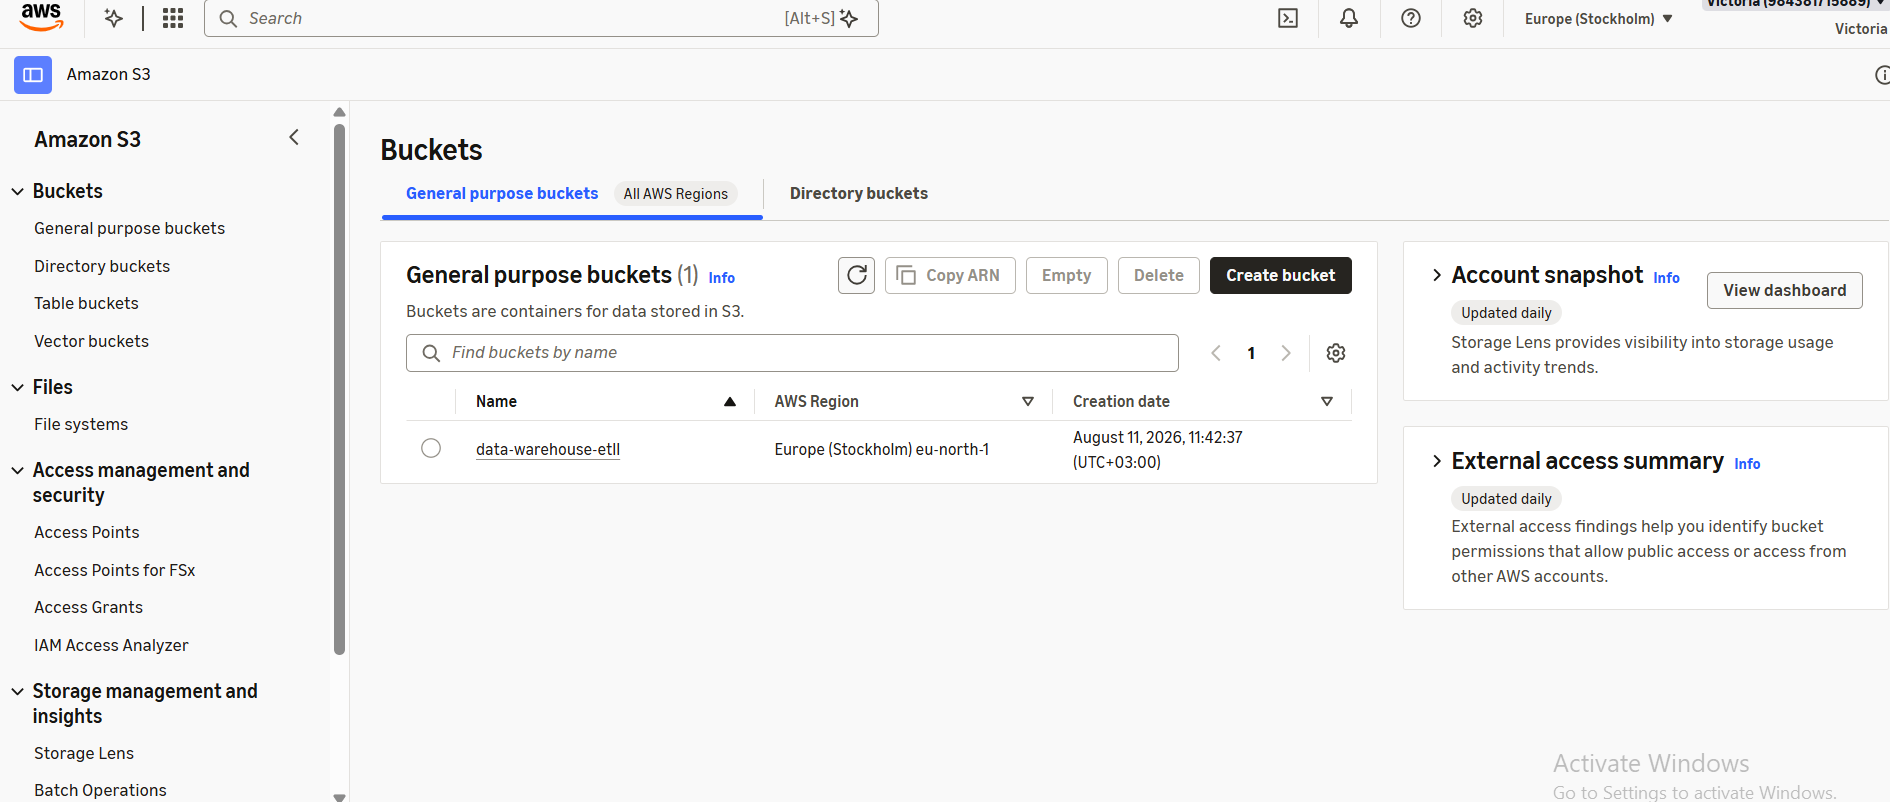 aws
Search
[Alt+S]
Europe (Stockholm)
Victoria (984381715889)
Victoria
Amazon S3
Amazon S3
Buckets
General purpose buckets
Directory buckets
Table buckets
Vector buckets
Files
File systems
Access management and
security
Access Points
Access Points for FSx
Access Grants
IAM Access Analyzer
Storage management and
insights
Storage Lens
Batch Operations
Buckets
General purpose buckets All AWS Regions
Directory buckets
General purpose buckets (1) Info
Copy ARN
Empty
Delete
Create bucket
Buckets are containers for data stored in S3.
Find buckets by name
1
Name
AWS Region
Creation date
data-warehouse-etll
Europe (Stockholm) eu-north-1
August 11, 2026, 11:42:37
(UTC+03:00)
Account snapshot Info
View dashboard
Updated daily
Storage Lens provides visibility into storage usage
and activity trends.
External access summary Info
Updated daily
External access findings help you identify bucket
permissions that allow public access or access from
other AWS accounts.
Activate Windows
Go to Settings to activate Windows.